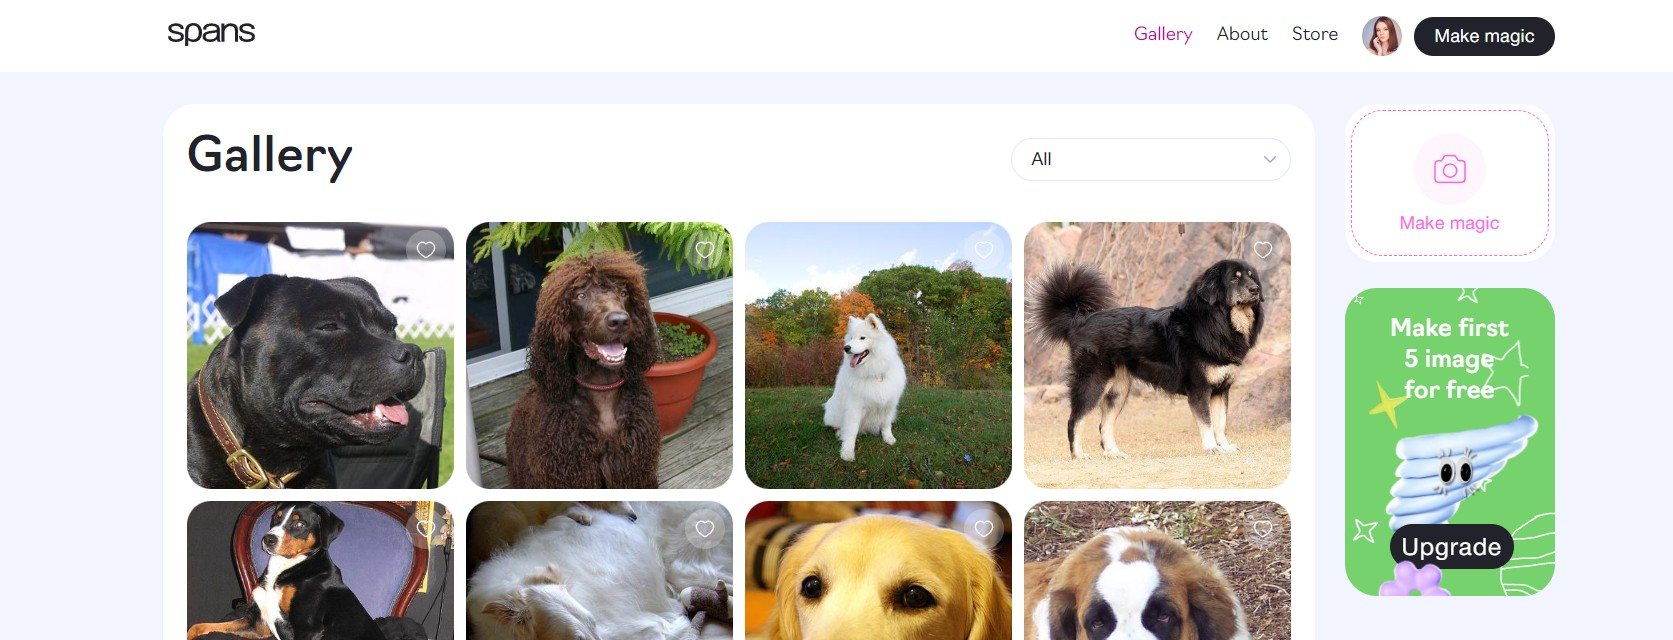 spans
Gallery
About
Store
Make magic
Gallery
All
Make magic
Make first
5 image
for free
Upgrade